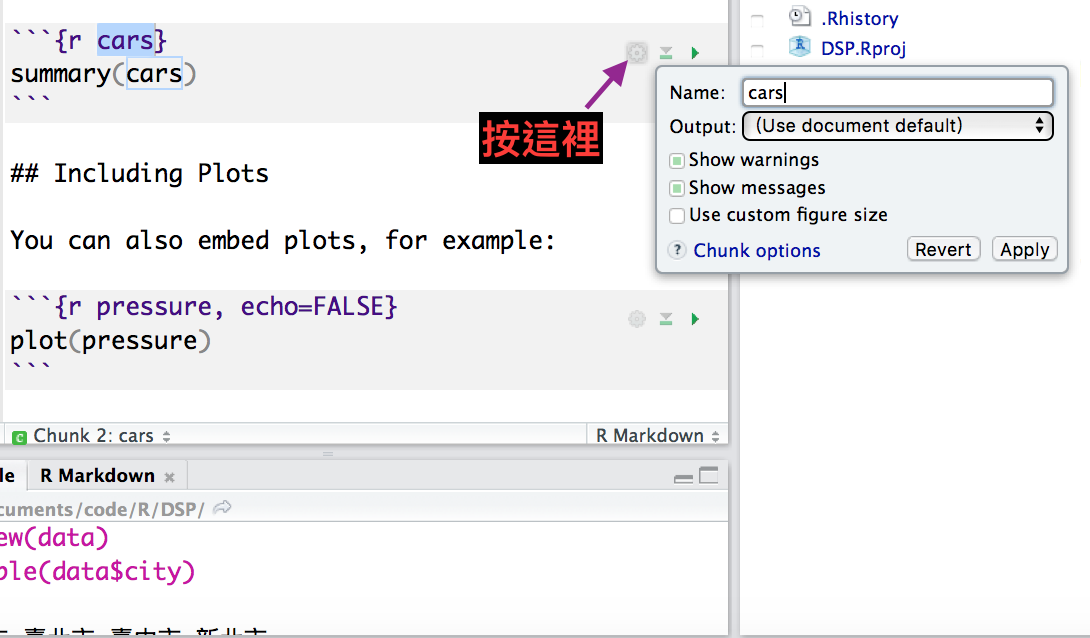 ```{r cars}
summary(cars)
```
按這裡
## Including Plots
You can also embed plots, for example:
```{r pressure, echo=FALSE}
plot(pressure)
```
Chunk 2: cars
R Markdown
.Rhistory
DSP.Rproj
Name: cars
Output: (Use document default)
Show warnings
Show messages
Use custom figure size
? Chunk options Revert Apply
le R Markdown
cuments/code/R/DSP/
ew(data)
ble(data$city)